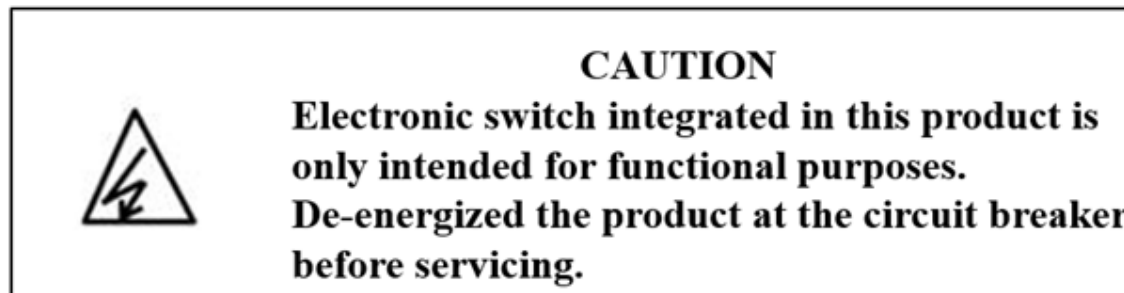 CAUTION
Electronic switch integrated in this product is
only intended for functional purposes.
De-energized the product at the circuit breaker
before servicing.